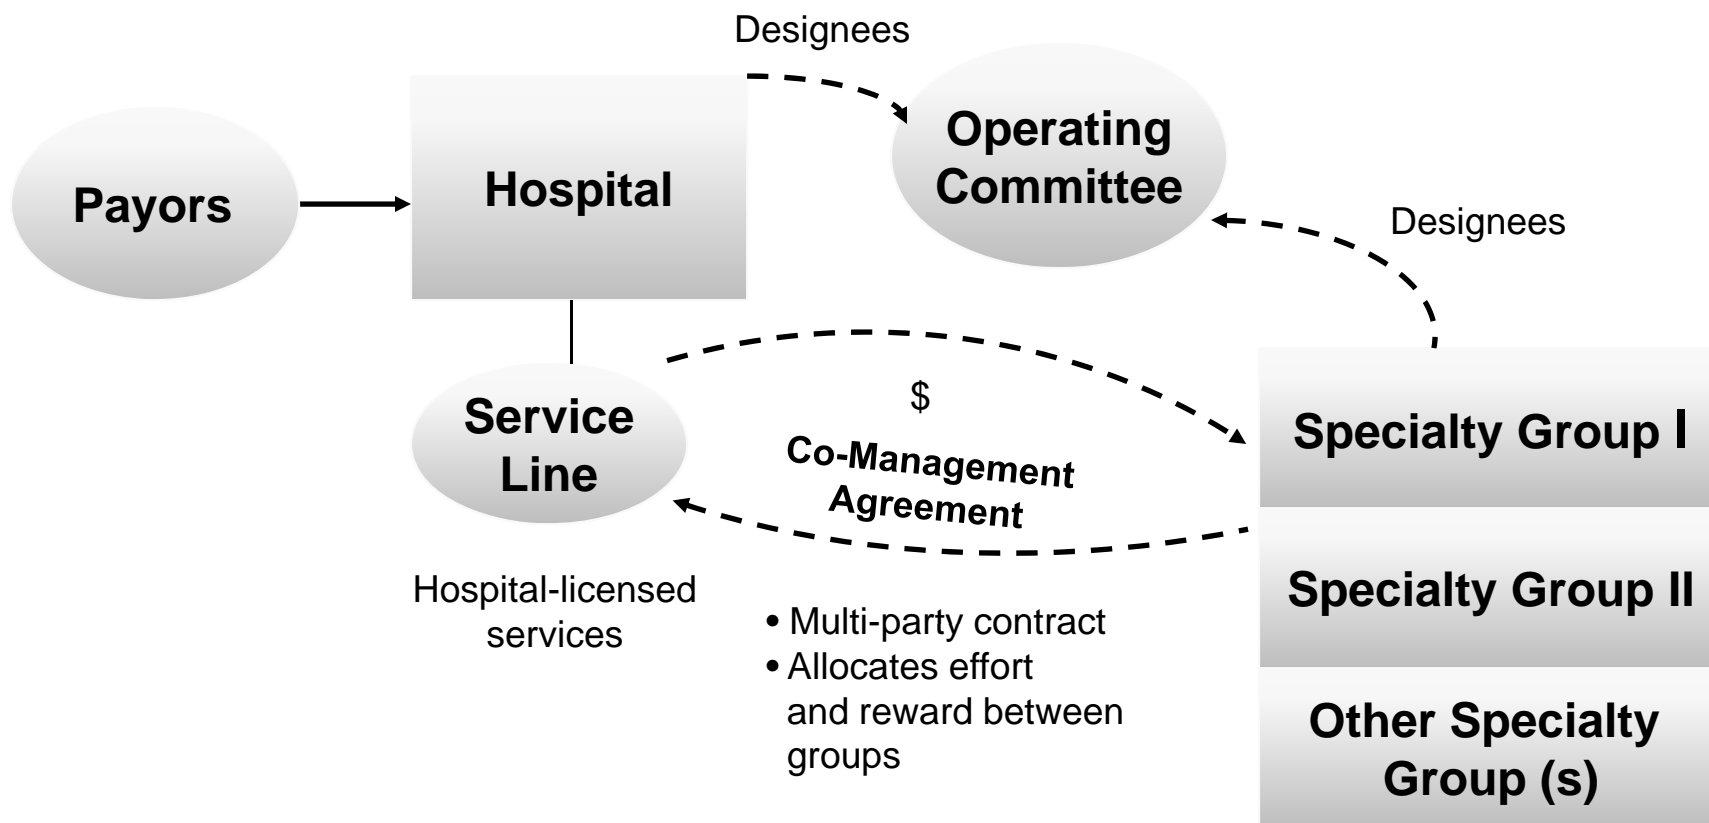 Designees
Operating
Committee
Hospital
Payors
Designees
$
Service
Line
Co-Management
Agreement
Specialty Group I
Hospital-licensed
services
Specialty Group II
• Multi-party contract
• Allocates effort
and reward between
groups
Other Specialty
Group (s)